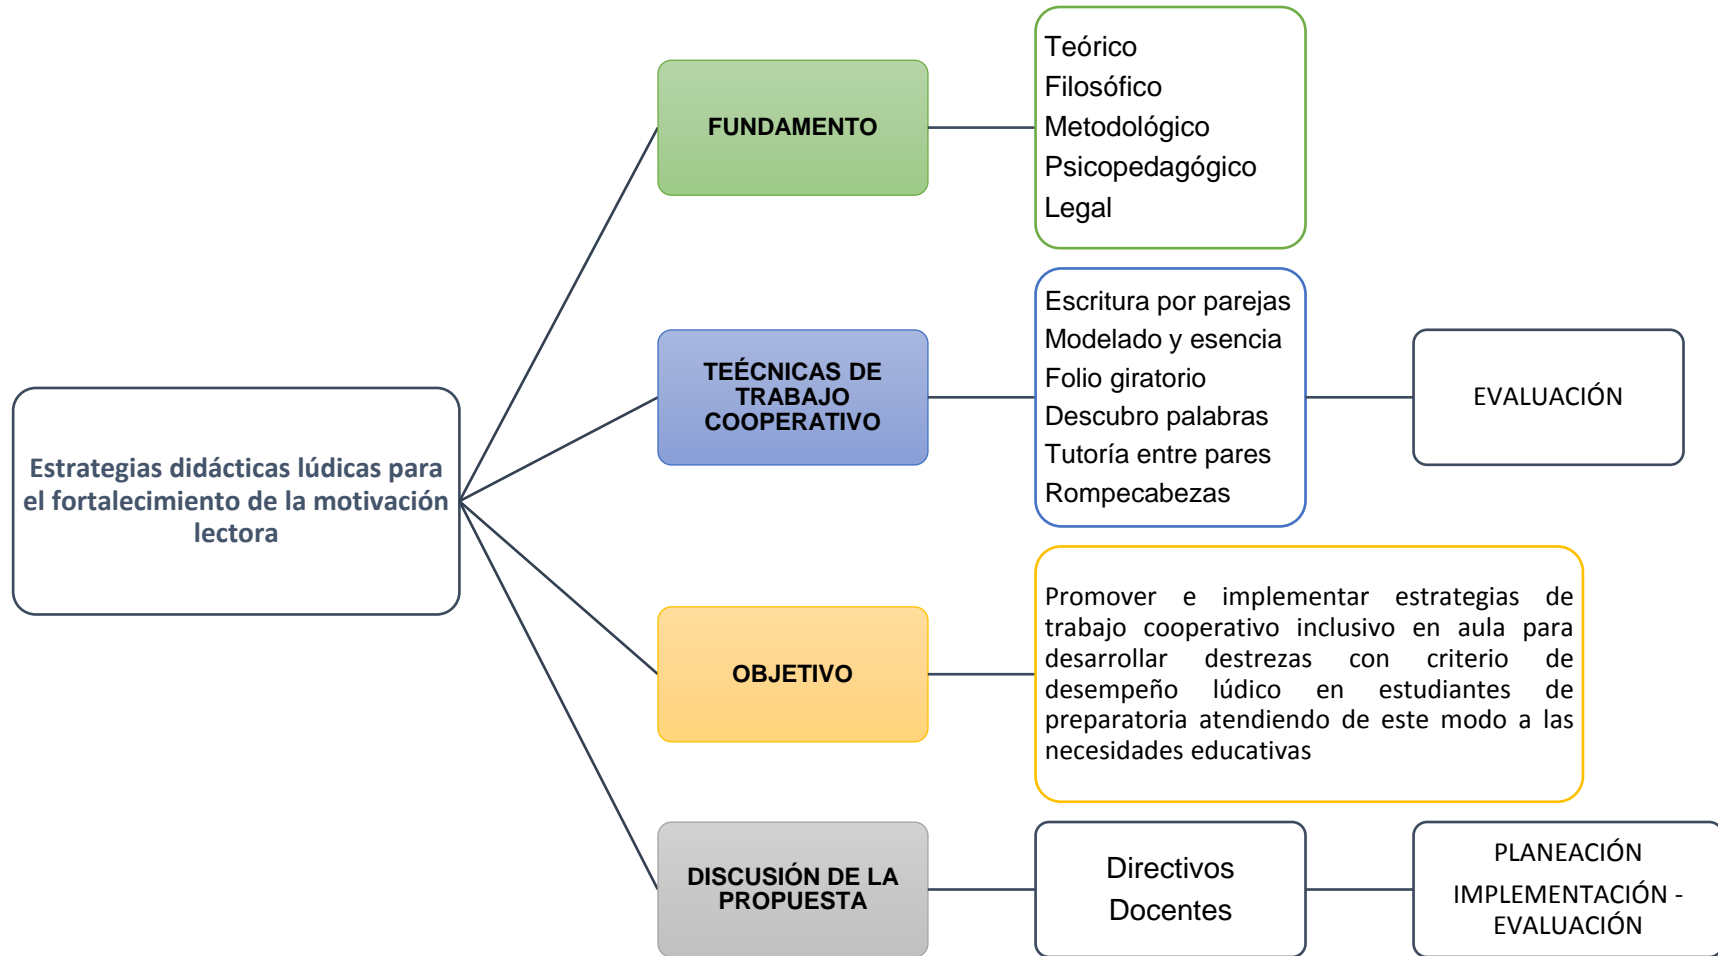 Estrategias didácticas lúdicas para
el fortalecimiento de la motivación
lectora
FUNDAMENTO
Teórico
Filosófico
Metodológico
Psicopedagógico
Legal
TEÉCNICAS DE
TRABAJO
COOPERATIVO
Escritura por parejas
Modelado y esencia
Folio giratorio
Descubro palabras
Tutoría entre pares
Rompecabezas
EVALUACIÓN
OBJETIVO
Promover e implementar estrategias de
trabajo cooperativo inclusivo en aula para
desarrollar destrezas con criterio de
desempeño lúdico en estudiantes de
preparatoria atendiendo de este modo a las
necesidades educativas
DISCUSIÓN DE LA
PROPUESTA
Directivos
Docentes
PLANEACIÓN
IMPLEMENTACIÓN -
EVALUACIÓN